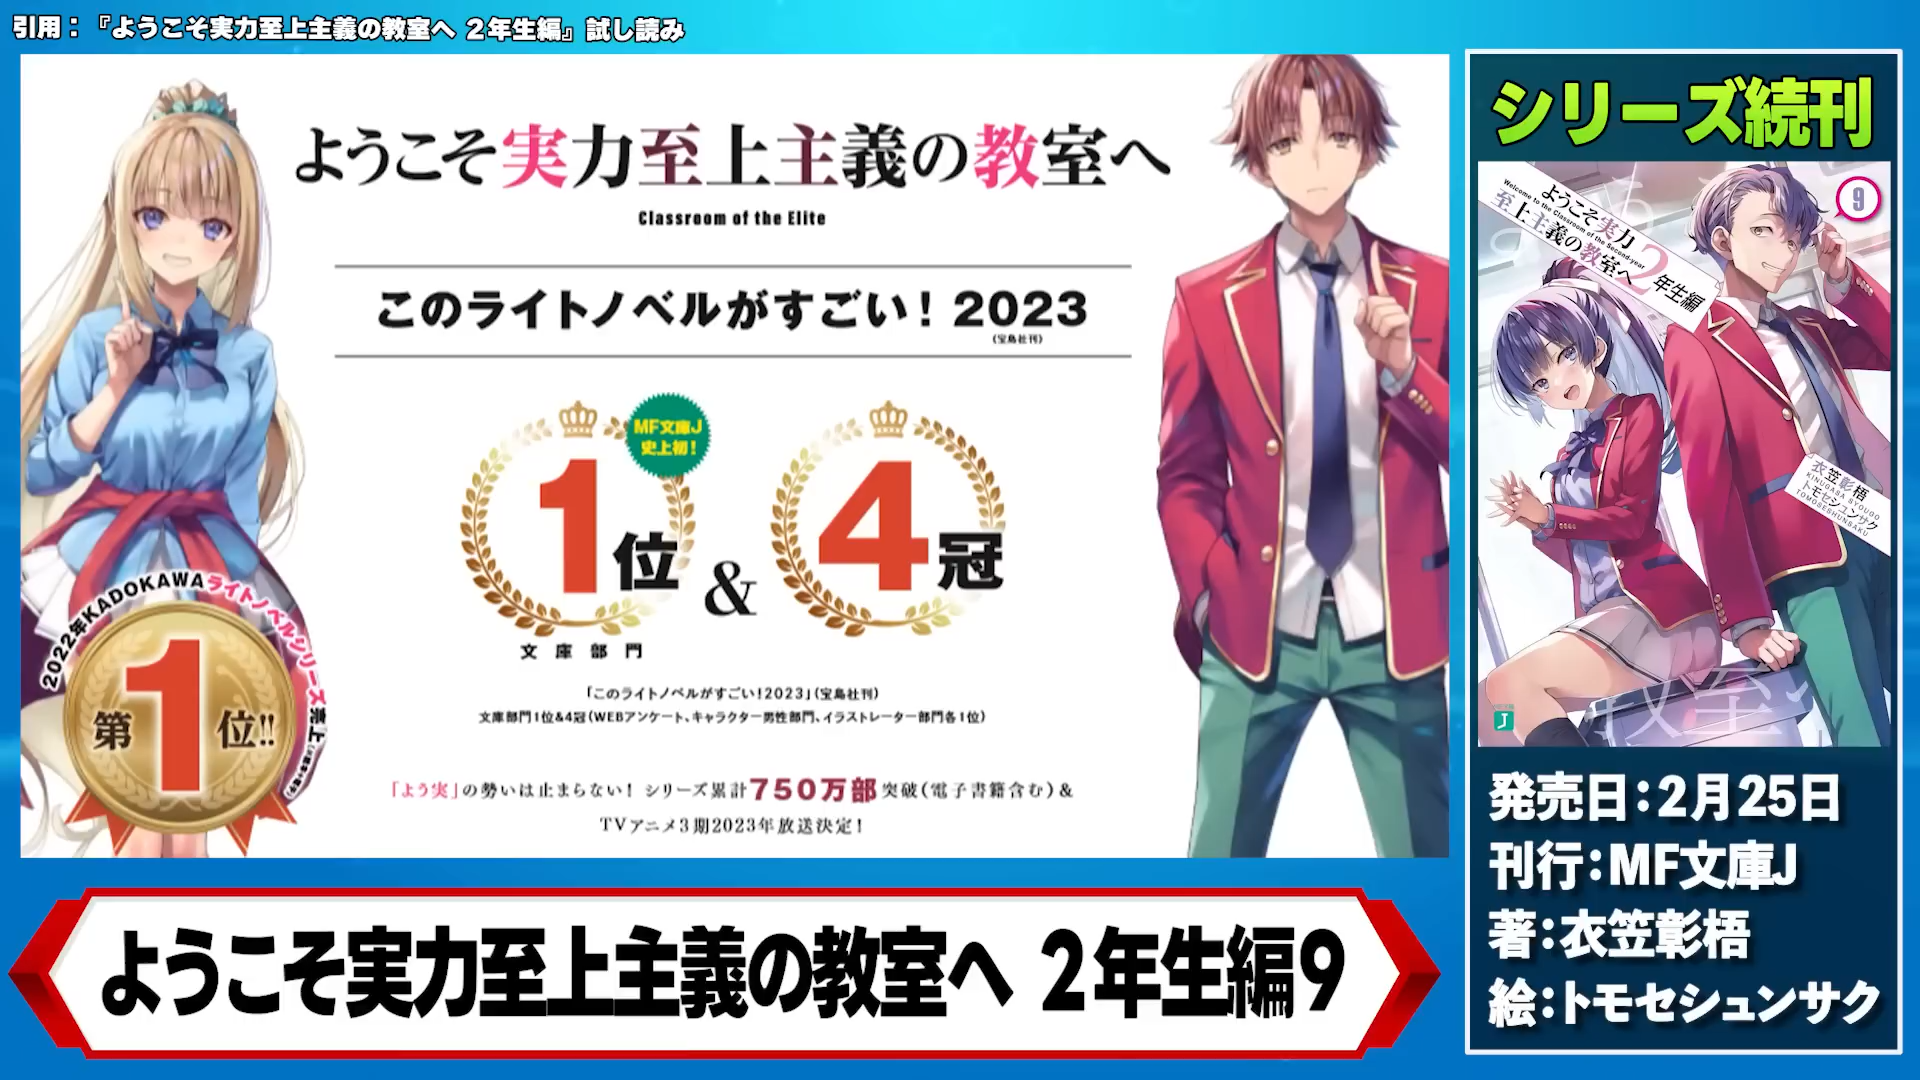 引用：『ようこそ実力至上主義の教室へ 2年生編』試し読み
ようこそ実力至上主義の教室へ
Classroom of the Elite
このライトノベルがすごい！2023
（宝島社刊）
MF文庫J
史上初！
1位
&
4冠
文庫部門
「このライトノベルがすごい！2023」（宝島社刊）
文庫部門1位&4冠（WEBアンケート、キャラクター男性部門、イラストレーター部門各1位）
「よう実」の勢いは止まらない！ シリーズ累計750万部突破（電子書籍含む）&
TVアニメ3期2023年放送決定！
2022年KADOKAWAライトノベルシリーズ売上
第1位!!
ようこそ実力至上主義の教室へ 2年生編9
シリーズ続刊
9
ようこそ実力
Welcome to the Classroom of the Second-year
至上主義の教室へ2年生編
衣笠彰梧
KINUGASA SYOUGO
トモセシュンサク
TOMOSESHUNSAKU
J
発売日：2月25日
刊行：MF文庫J
著：衣笠彰梧
絵：トモセシュンサク